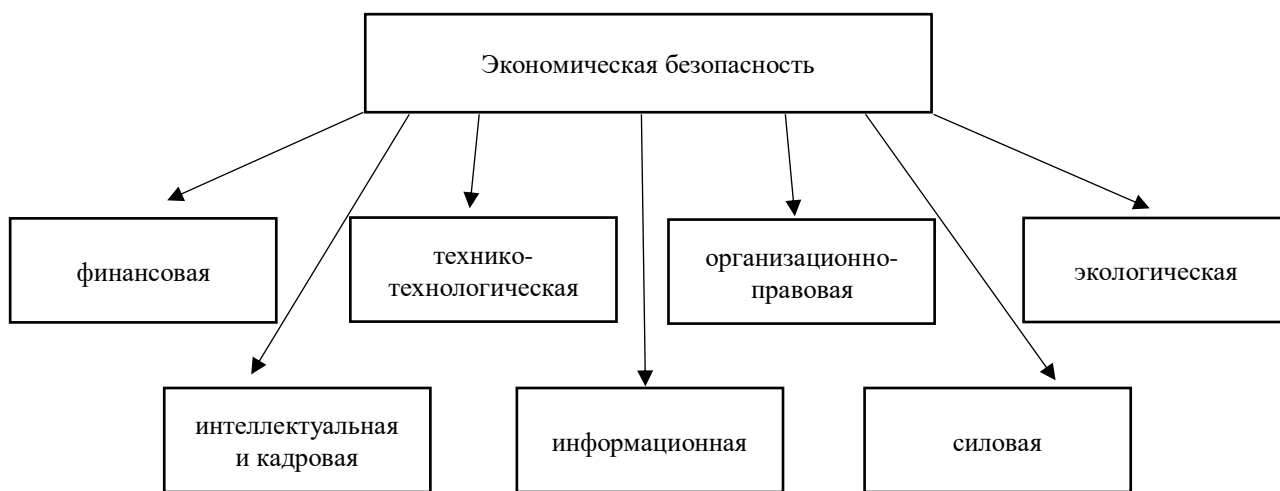 Экономическая безопасность
финансовая
технико-
технологическая
организационно-
правовая
экологическая
интеллектуальная
и кадровая
информационная
силовая